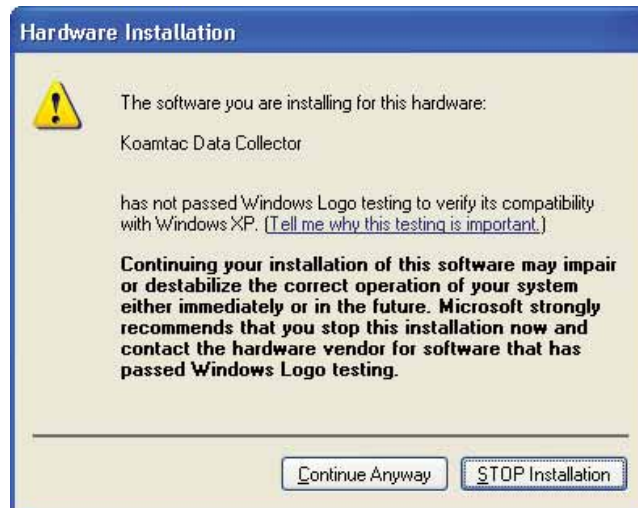 Hardware Installation
The software you are installing for this hardware:
Koamtac Data Collector
has not passed Windows Logo testing to verify its compatibility
with Windows XP. (Tell me why this testing is important.)
Continuing your installation of this software may impair
or destabilize the correct operation of your system
either immediately or in the future. Microsoft strongly
recommends that you stop this installation now and
contact the hardware vendor for software that has
passed Windows Logo testing.
Continue Anyway STOP Installation